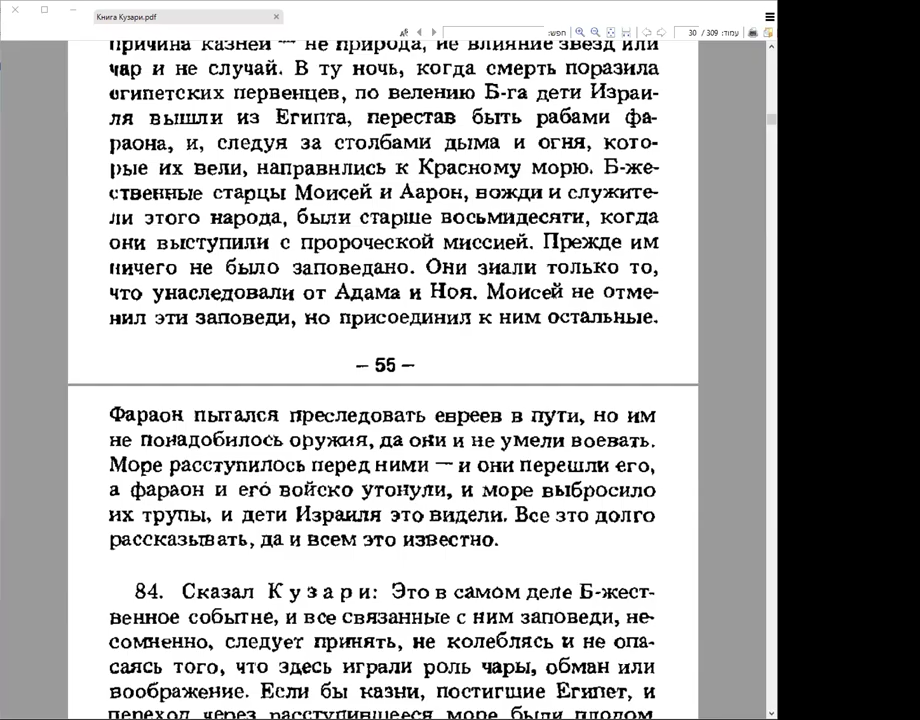 Книга Кузари.pdf
חפש:
עמוד: 30 / 309
причина казней — не природа, не влияние звезд или
чар и не случай. В ту ночь, когда смерть поразила
египетских первенцев, по велению Б-га дети Израи-
ля вышли из Египта, перестав быть рабами фа-
раона, и, следуя за столбами дыма и огня, кото-
рые их вели, направились к Красному морю. Б-же-
ственные старцы Моисей и Аарон, вожди и служите-
ли этого народа, были старше восьмидесяти, когда
они выступили с пророческой миссией. Прежде им
ничего не было заповедано. Они знали только то,
что унаследовали от Адама и Ноя. Моисей не отме-
нил эти заповеди, но присоединил к ним остальные.
— 55 —
Фараон пытался преследовать евреев в пути, но им
не понадобилось оружия, да они и не умели воевать.
Море расступилось перед ними — и они перешли его,
а фараон и его́ войско утонули, и море выбросило
их трупы, и дети Израиля это видели. Все это долго
рассказывать, да и всем это известно.
84. Сказал Кузари: Это в самом деле Б-жест-
венное событие, и все связанные с ним заповеди, не-
сомненно, следует принять, не колеблясь и не опа-
саясь того, что здесь играли роль чары, обман или
воображение. Если бы казни, постигшие Египет, и
переход через расступившееся море были плодом